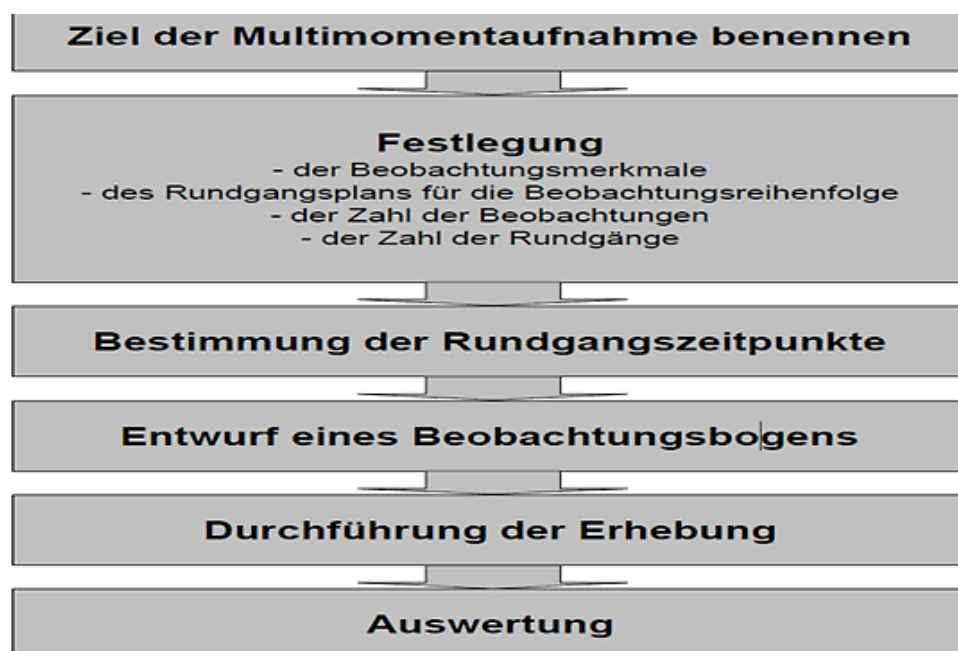 Ziel der Multimomentaufnahme benennen
Festlegung
- der Beobachtungsmerkmale
- des Rundgangsplans für die Beobachtungsreihenfolge
- der Zahl der Beobachtungen
- der Zahl der Rundgänge
Bestimmung der Rundgangszeitpunkte
Entwurf eines Beobachtungsbogens
Durchführung der Erhebung
Auswertung